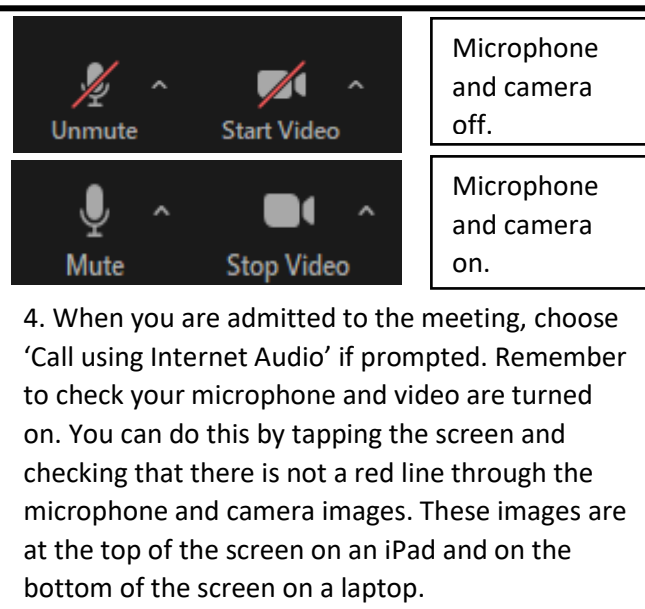 Unmute
Start Video
Microphone
and camera
off.
Mute
Stop Video
Microphone
and camera
on.
4. When you are admitted to the meeting, choose
‘Call using Internet Audio’ if prompted. Remember
to check your microphone and video are turned
on. You can do this by tapping the screen and
checking that there is not a red line through the
microphone and camera images. These images are
at the top of the screen on an iPad and on the
bottom of the screen on a laptop.